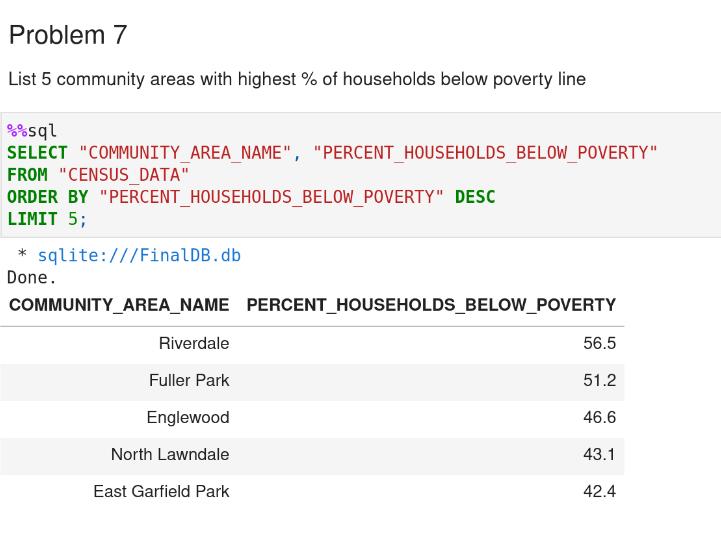 Problem 7
List 5 community areas with highest % of households below poverty line
%%sql
SELECT "COMMUNITY_AREA_NAME", "PERCENT_HOUSEHOLDS_BELOW_POVERTY"
FROM "CENSUS_DATA"
ORDER BY "PERCENT_HOUSEHOLDS_BELOW_POVERTY" DESC
LIMIT 5;
* sqlite:///FinalDB.db
Done.
COMMUNITY_AREA_NAME PERCENT_HOUSEHOLDS_BELOW_POVERTY
Riverdale 56.5
Fuller Park 51.2
Englewood 46.6
North Lawndale 43.1
East Garfield Park 42.4